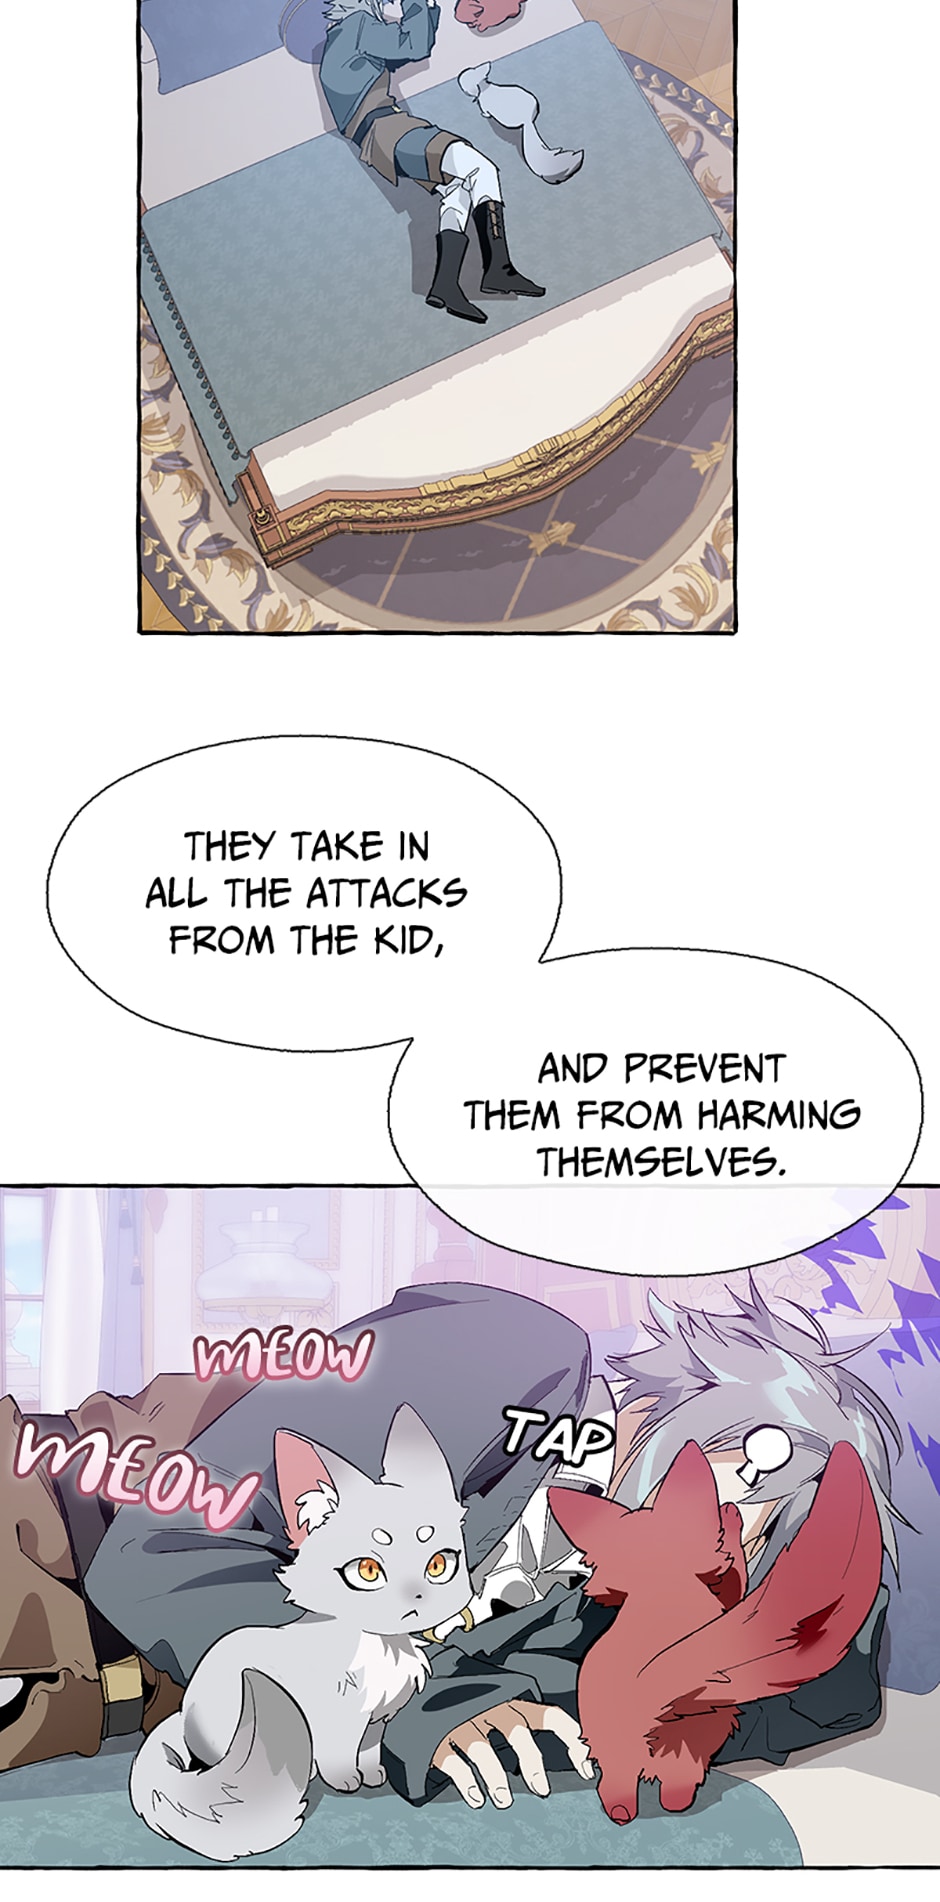 THEY TAKE IN
ALL THE ATTACKS
FROM THE KID,
AND PREVENT
THEM FROM HARMING
THEMSELVES.
MEOW
MEOW
TAP